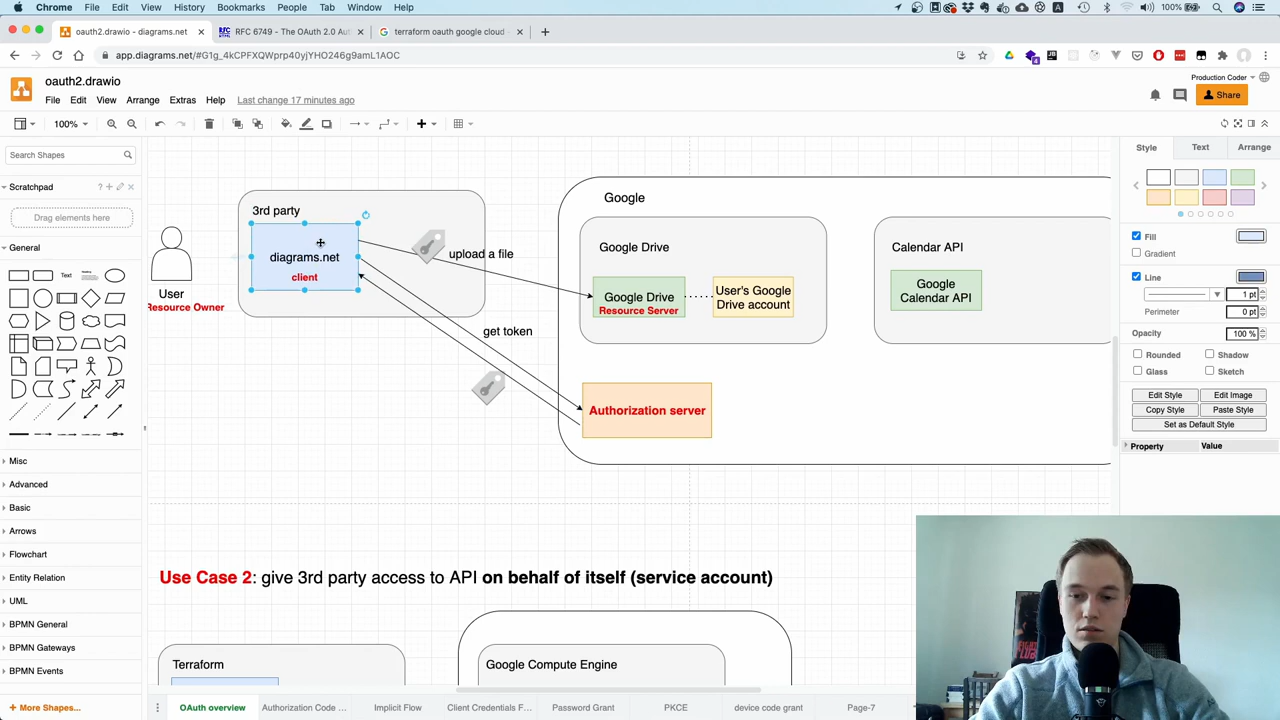 Chrome File Edit View History Bookmarks People Tab Window Help 100%
oauth2.drawio - diagrams.net
RFC 6749 - The OAuth 2.0 Aut
terraform oauth google cloud -
app.diagrams.net/#G1g_4kCPFXQWprp40yjYHO246g9amL1AOC
oauth2.drawio
Production Coder
File Edit View Arrange Extras Help Last change 17 minutes ago
Share
100%
Search Shapes
Scratchpad
Drag elements here
General
Text
Heading
Misc
Advanced
Basic
Arrows
Flowchart
Entity Relation
UML
BPMN General
BPMN Gateways
BPMN Events
+ More Shapes...
User
Resource Owner
3rd party
diagrams.net
client
upload a file
get token
Google
Google Drive
Google Drive
Resource Server
User's Google
Drive account
Authorization server
Calendar API
Google
Calendar API
Use Case 2: give 3rd party access to API on behalf of itself (service account)
Terraform
Google Compute Engine
Style Text Arrange
Fill
Gradient
Line
1 pt
Perimeter 0 pt
Opacity 100 %
Rounded Shadow
Glass Sketch
Edit Style Edit Image
Copy Style Paste Style
Set as Default Style
Property Value
OAuth overview Authorization Code ... Implicit Flow Client Credentials F... Password Grant PKCE device code grant Page-7